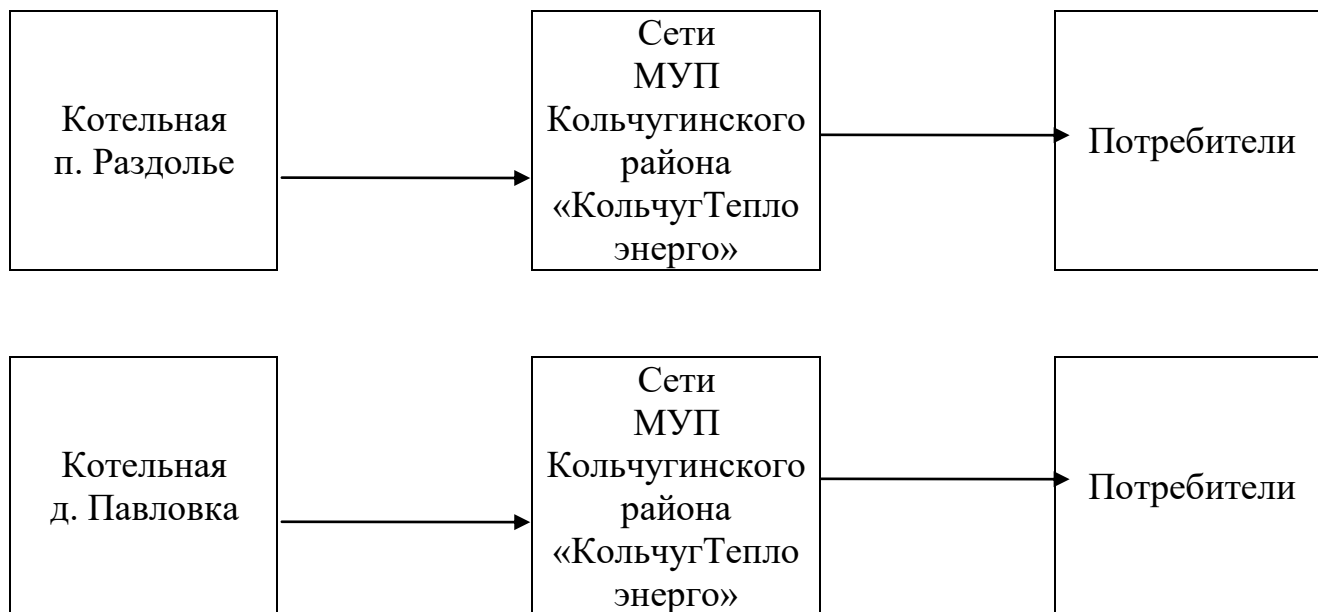 Котельная
п. Раздолье
Сети
МУП
Кольчугинского
района
«КольчугТепло
энерго»
Потребители
Котельная
д. Павловка
Сети
МУП
Кольчугинского
района
«КольчугТепло
энерго»
Потребители